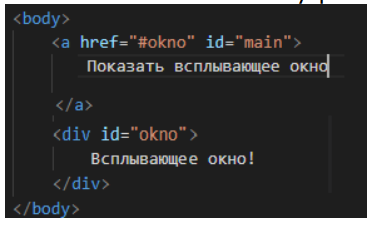 <body>
<a href="#okno" id="main">
Показать всплывающее окно
</a>
<div id="okno">
Всплывающее окно!
</div>
</body>